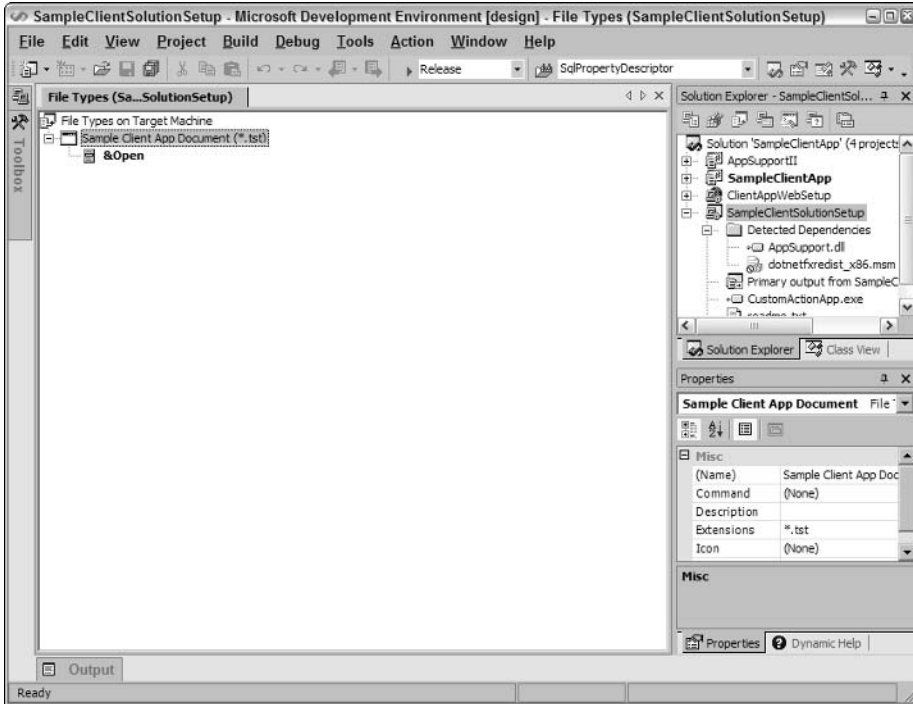 SampleClientSolutionSetup - Microsoft Development Environment [design] - File Types (SampleClientSolutionSetup)
File Edit View Project Build Debug Tools Action Window Help
Release SqlPropertyDescriptor
File Types (Sa...SolutionSetup)
Toolbox
File Types on Target Machine
Sample Client App Document (*.tst)
&Open
Solution Explorer - SampleClientSol...
Solution 'SampleClientApp' (4 projects
AppSupportII
SampleClientApp
ClientAppWebSetup
SampleClientSolutionSetup
Detected Dependencies
AppSupport.dll
dotnetfxredist_x86.msm
Primary output from SampleC
CustomActionApp.exe
readme.txt
Solution Explorer Class View
Properties
Sample Client App Document File
Misc
(Name) Sample Client App Doc
Command (None)
Description
Extensions *.tst
Icon (None)
Misc
Properties Dynamic Help
Output
Ready